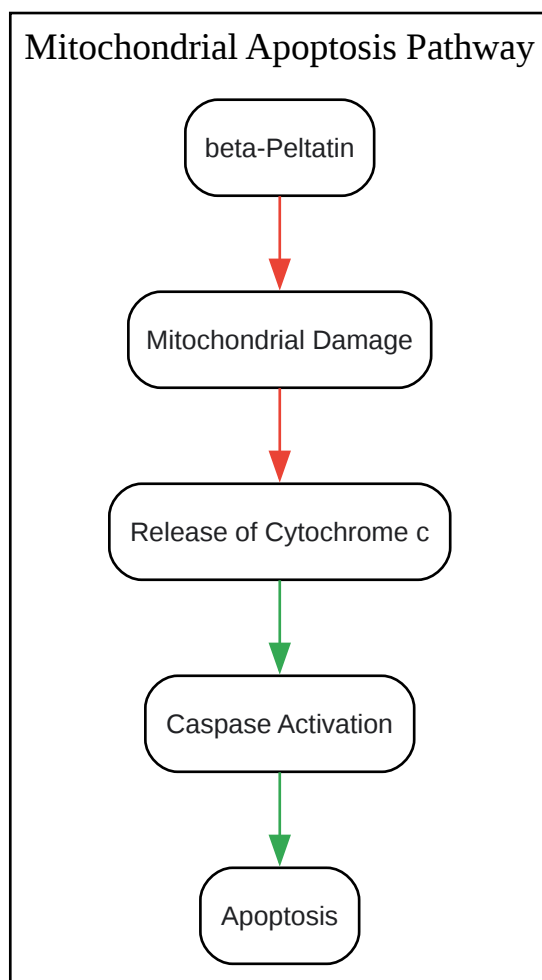 Mitochondrial Apoptosis Pathway
beta-Peltatin
Mitochondrial Damage
Release of Cytochrome c
Caspase Activation
Apoptosis